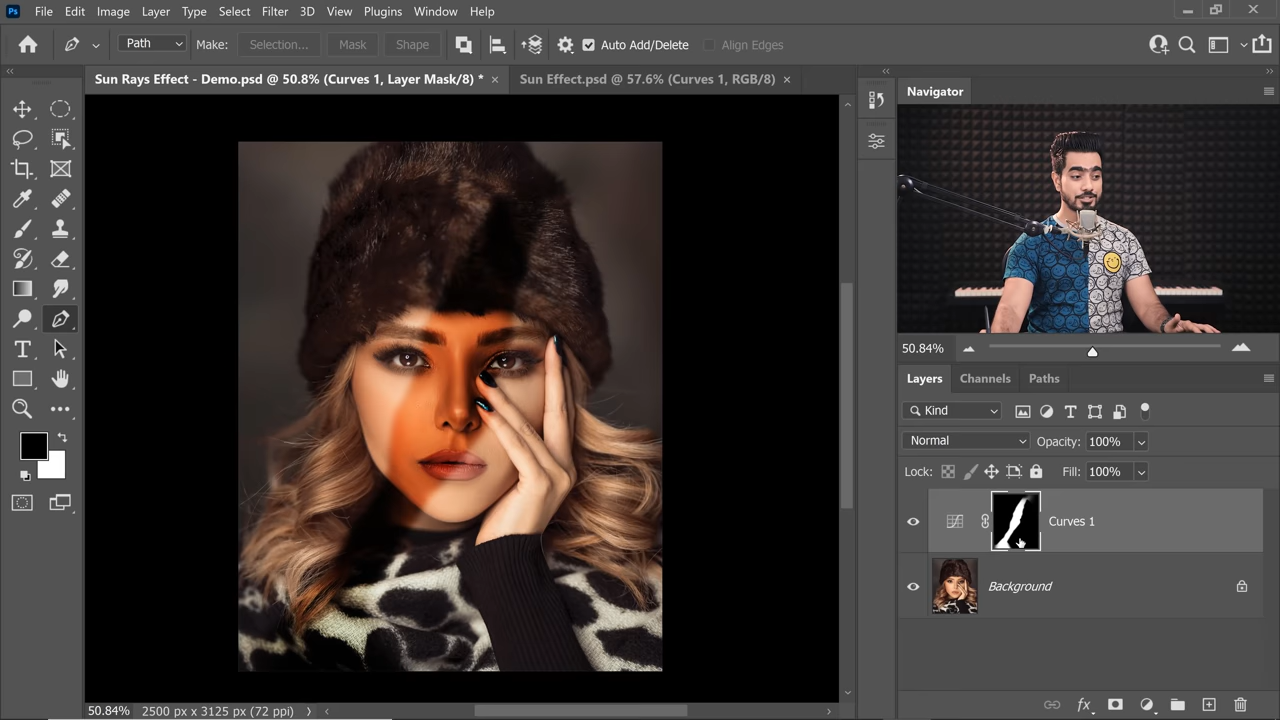 Ps File Edit Image Layer Type Select Filter 3D View Plugins Window Help
Path Make: Selection... Mask Shape Auto Add/Delete Align Edges
Sun Rays Effect - Demo.psd @ 50.8% (Curves 1, Layer Mask/8) * × Sun Effect.psd @ 57.6% (Curves 1, RGB/8) ×
Navigator
50.84%
Layers Channels Paths
Kind
Normal Opacity: 100%
Lock: Fill: 100%
Curves 1
Background
fx
50.84% 2500 px x 3125 px (72 ppi)